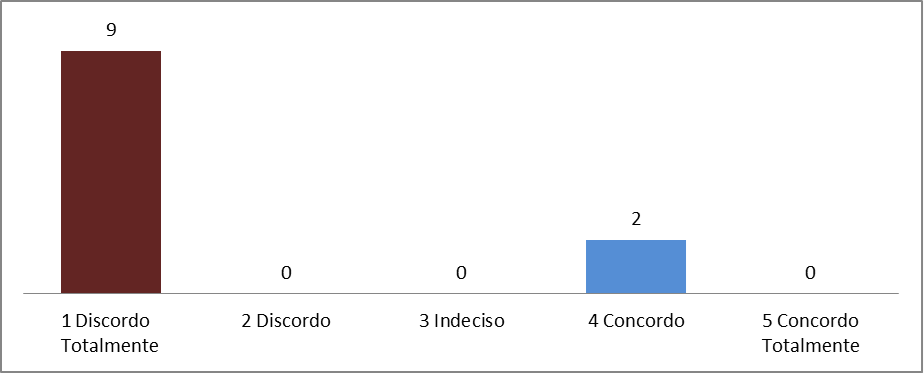 9
0
0
2
0
1 Discordo
Totalmente
2 Discordo
3 Indeciso
4 Concordo
5 Concordo
Totalmente